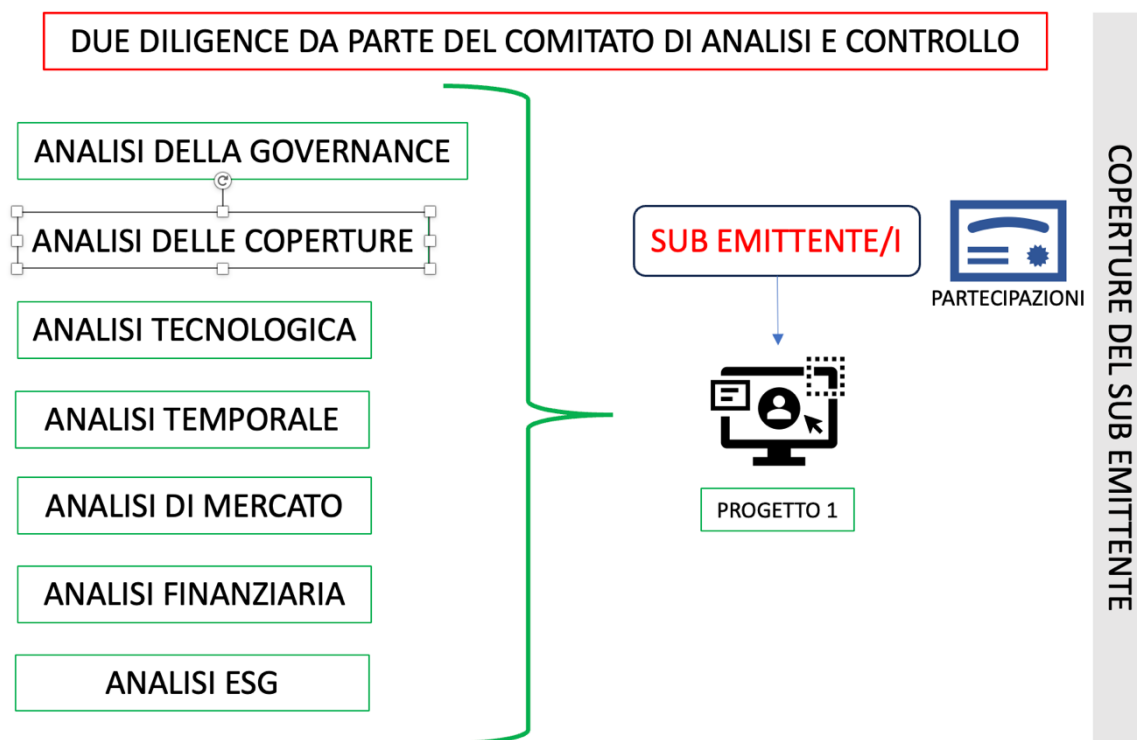 DUE DILIGENCE DA PARTE DEL COMITATO DI ANALISI E CONTROLLO
ANALISI DELLA GOVERNANCE
ANALISI DELLE COPERTURE
ANALISI TECNOLOGICA
ANALISI TEMPORALE
ANALISI DI MERCATO
ANALISI FINANZIARIA
ANALISI ESG
SUB EMITTENTE/I
PARTECIPAZIONI
PROGETTO 1
COPERTURE DEL SUB EMITTENTE